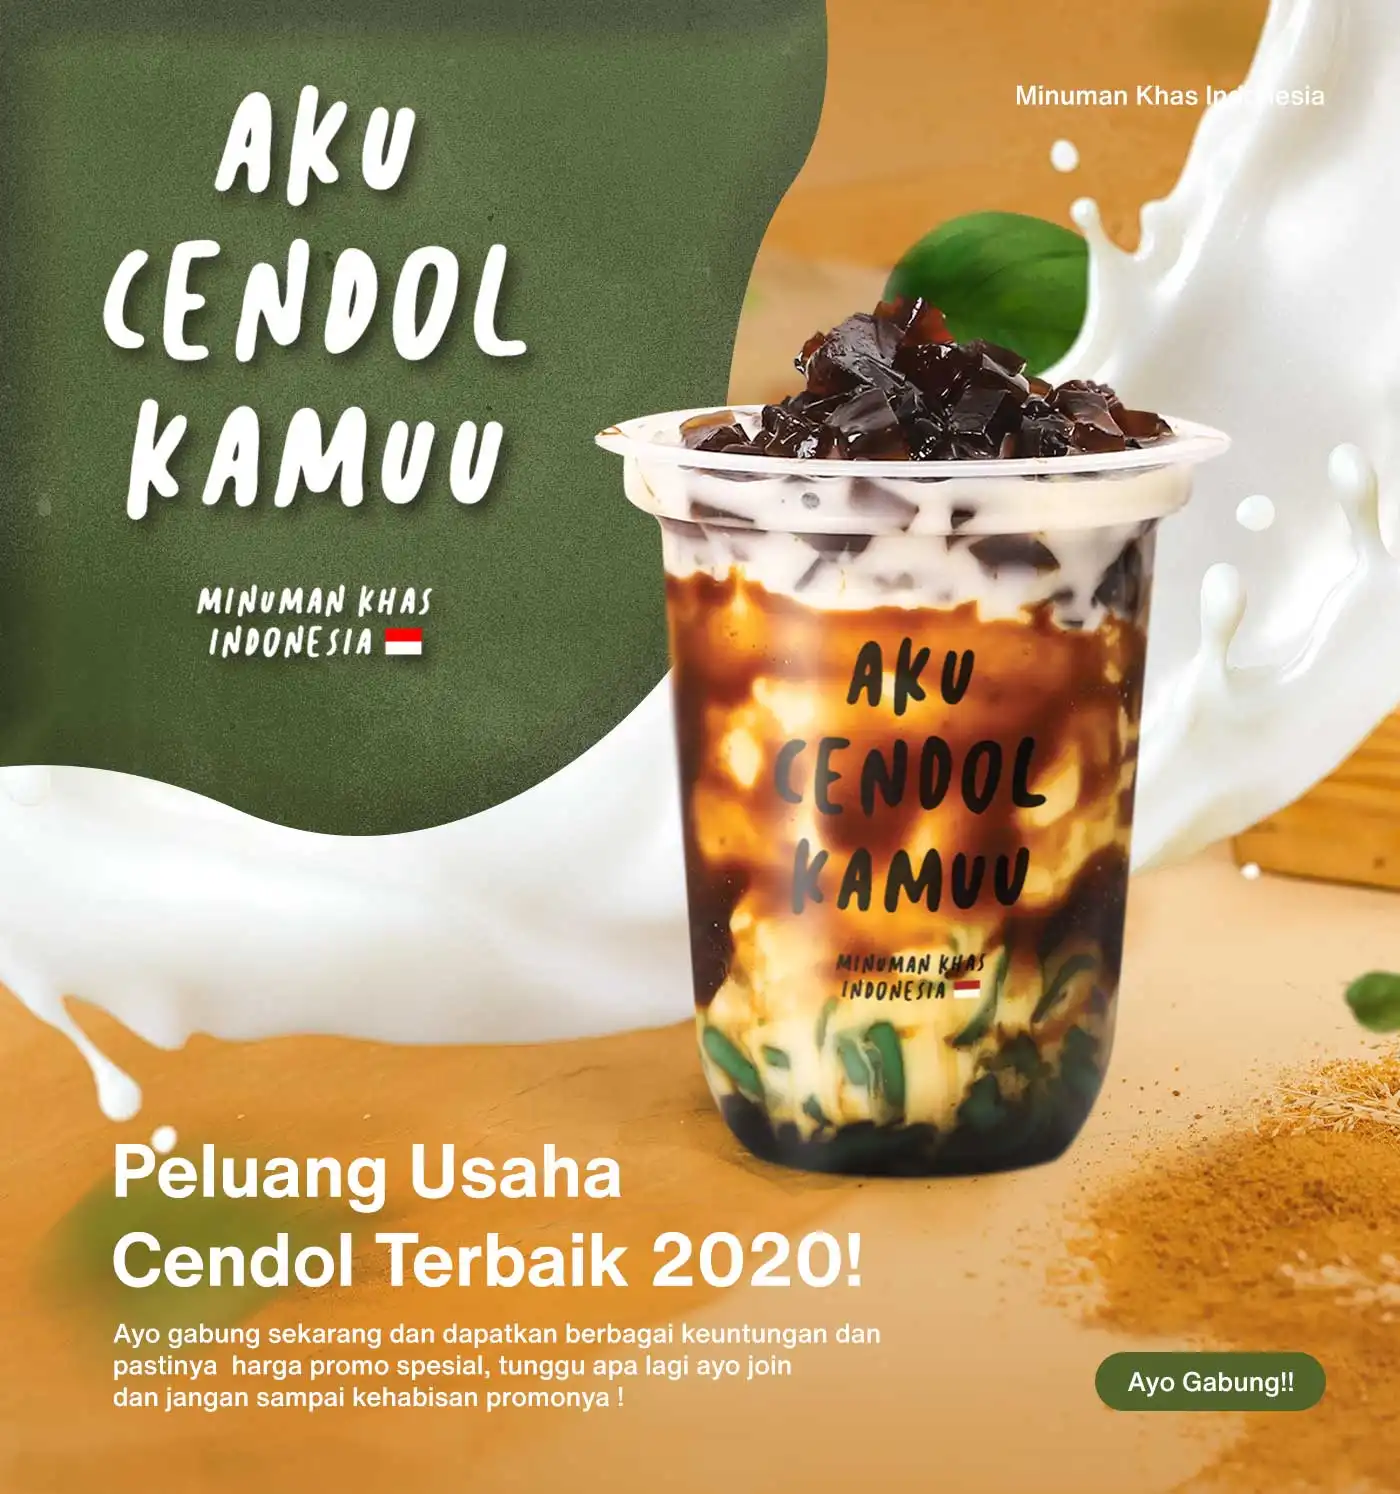 AKU
CENDOL
KAMUU
MINUMAN KHAS
INDONESIA
Minuman Khas Indonesia
AKU
CENDOL
KAMUU
MINUMAN KHAS
INDONESIA
Peluang Usaha
Cendol Terbaik 2020!
Ayo gabung sekarang dan dapatkan berbagai keuntungan dan
pastinya  harga promo spesial, tunggu apa lagi ayo join
dan jangan sampai kehabisan promonya !
Ayo Gabung!!